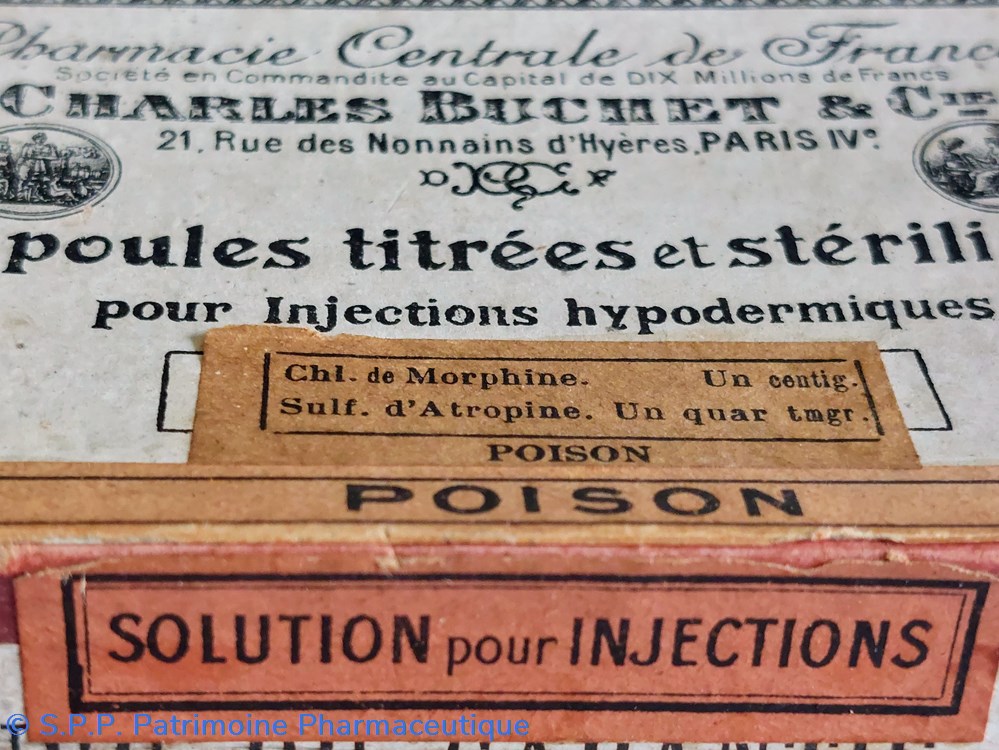 Pharmacie Centrale de Franc
Société en Commandite au Capital de DIX Millions de Francs
CHARLES BUCHET & CIE
21, Rue des Nonnains d'Hyères, PARIS IVe
poules titrées et stérili
pour Injections hypodermiques
Chl. de Morphine. Un centig.
Sulf. d'Atropine. Un quar tmgr.
POISON
POISON
SOLUTION pour INJECTIONS
© S.P.P. Patrimoine Pharmaceutique